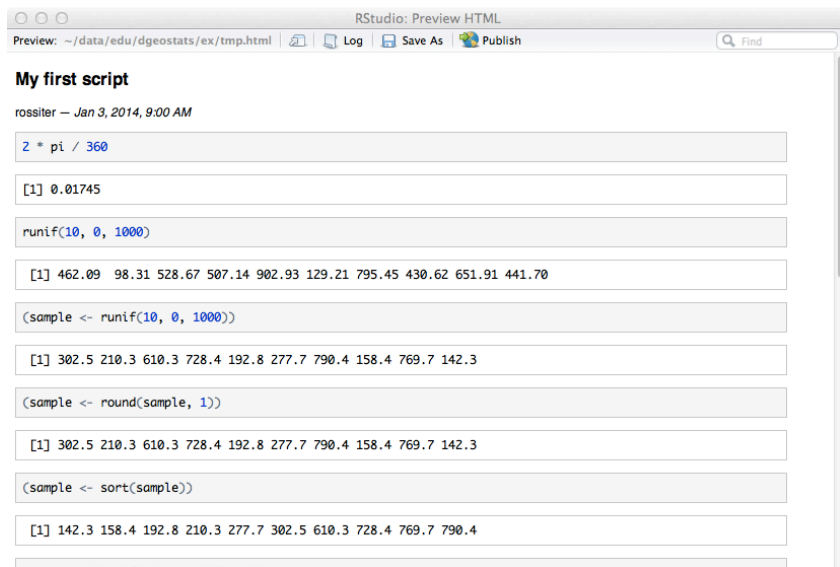 RStudio: Preview HTML
Preview: ~/data/edu/dgeostats/ex/tmp.html Log Save As Publish Find
My first script
rossiter — Jan 3, 2014, 9:00 AM
2 * pi / 360
[1] 0.01745
runif(10, 0, 1000)
[1] 462.09  98.31 528.67 507.14 902.93 129.21 795.45 430.62 651.91 441.70
(sample <- runif(10, 0, 1000))
[1] 302.5 210.3 610.3 728.4 192.8 277.7 790.4 158.4 769.7 142.3
(sample <- round(sample, 1))
[1] 302.5 210.3 610.3 728.4 192.8 277.7 790.4 158.4 769.7 142.3
(sample <- sort(sample))
[1] 142.3 158.4 192.8 210.3 277.7 302.5 610.3 728.4 769.7 790.4